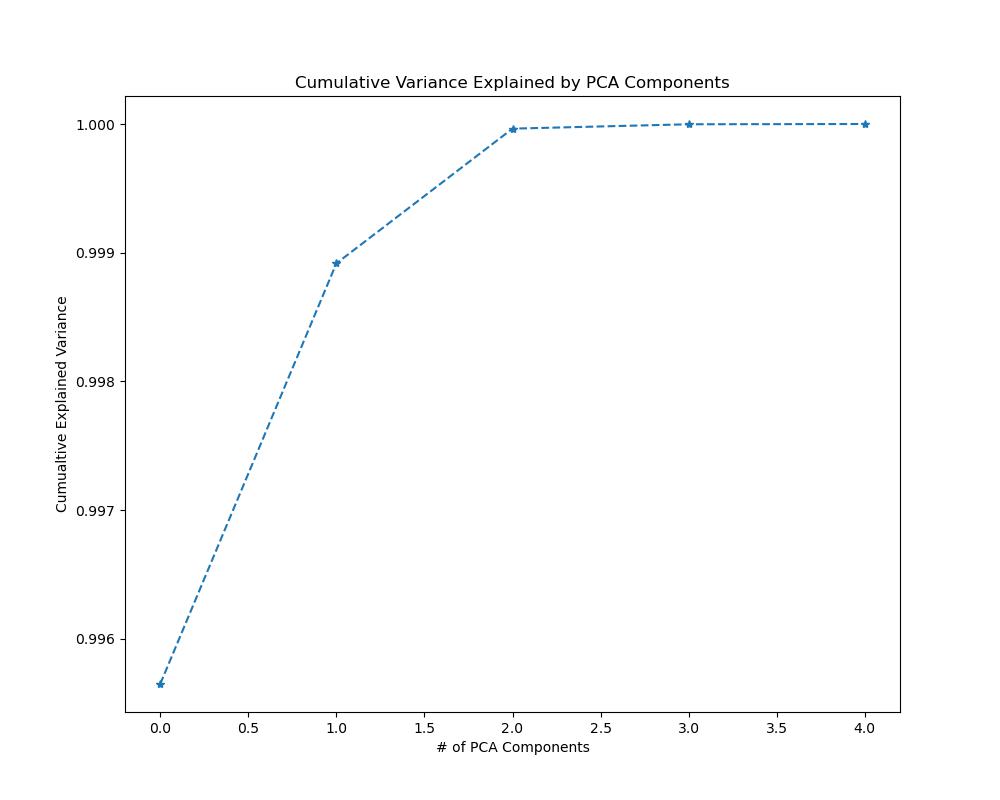 Cumulative Variance Explained by PCA Components
1.000
0.999
0.998
0.997
0.996
Cumualtive Explained Variance
0.0 0.5 1.0 1.5 2.0 2.5 3.0 3.5 4.0
# of PCA Components